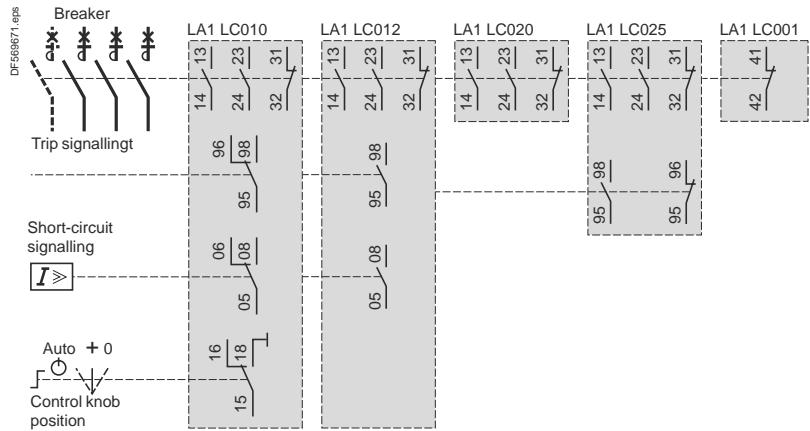 DF569671.eps
Breaker
LA1 LC010
LA1 LC012
LA1 LC020
LA1 LC025
LA1 LC001
13 23 31
14 24 32
13 23 31
14 24 32
13 23 31
14 24 32
13 23 31
14 24 32
41
42
Trip signallingt
96 98
95
98
95
98 96
95 95
Short-circuit
signalling
I >
06 08
05
08
05
Auto + 0
16 18
15
Control knob
position